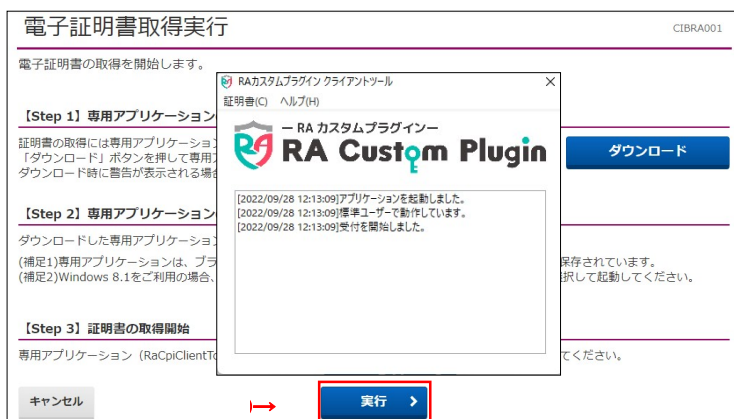 電子証明書取得実行
CIBRA001
電子証明書の取得を開始します。
RAカスタムプラグイン クライアントツール
証明書(C) ヘルプ(H)
― RA カスタムプラグイン―
RA Custom Plugin
[2022/09/28 12:13:09]アプリケーションを起動しました。
[2022/09/28 12:13:09]標準ユーザーで動作しています。
[2022/09/28 12:13:09]受付を開始しました。
【Step 1】専用アプリケーション
証明書の取得には専用アプリケーション
「ダウンロード」ボタンを押して専用
ダウンロード時に警告が表示される場合
ダウンロード
【Step 2】専用アプリケーション
ダウンロードした専用アプリケーション
(補足1)専用アプリケーションは、ブラ
保存されています。
(補足2)Windows 8.1をご利用の場合、
択して起動してください。
【Step 3】証明書の取得開始
専用アプリケーション（RaCpiClientTo
てください。
キャンセル
実行